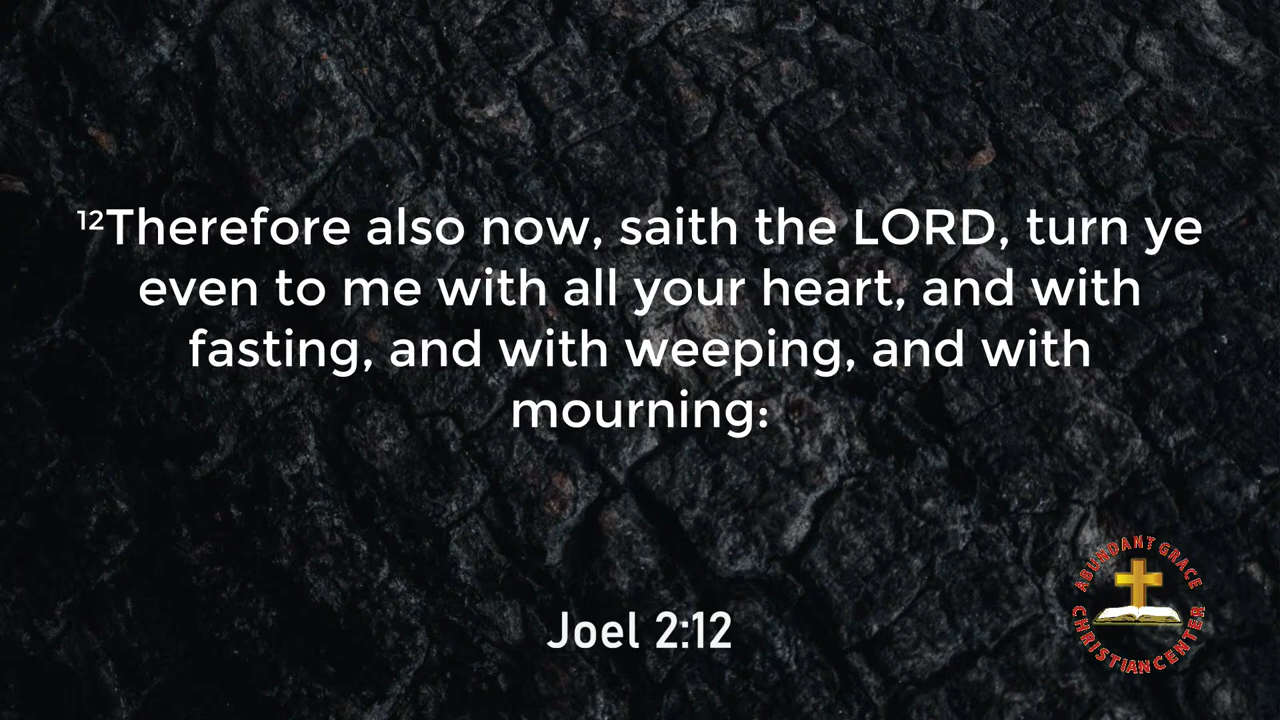 ¹²Therefore also now, saith the LORD, turn ye
even to me with all your heart, and with
fasting, and with weeping, and with
mourning:
Joel 2:12
ABUNDANT GRACE
CHRISTIAN CENTER